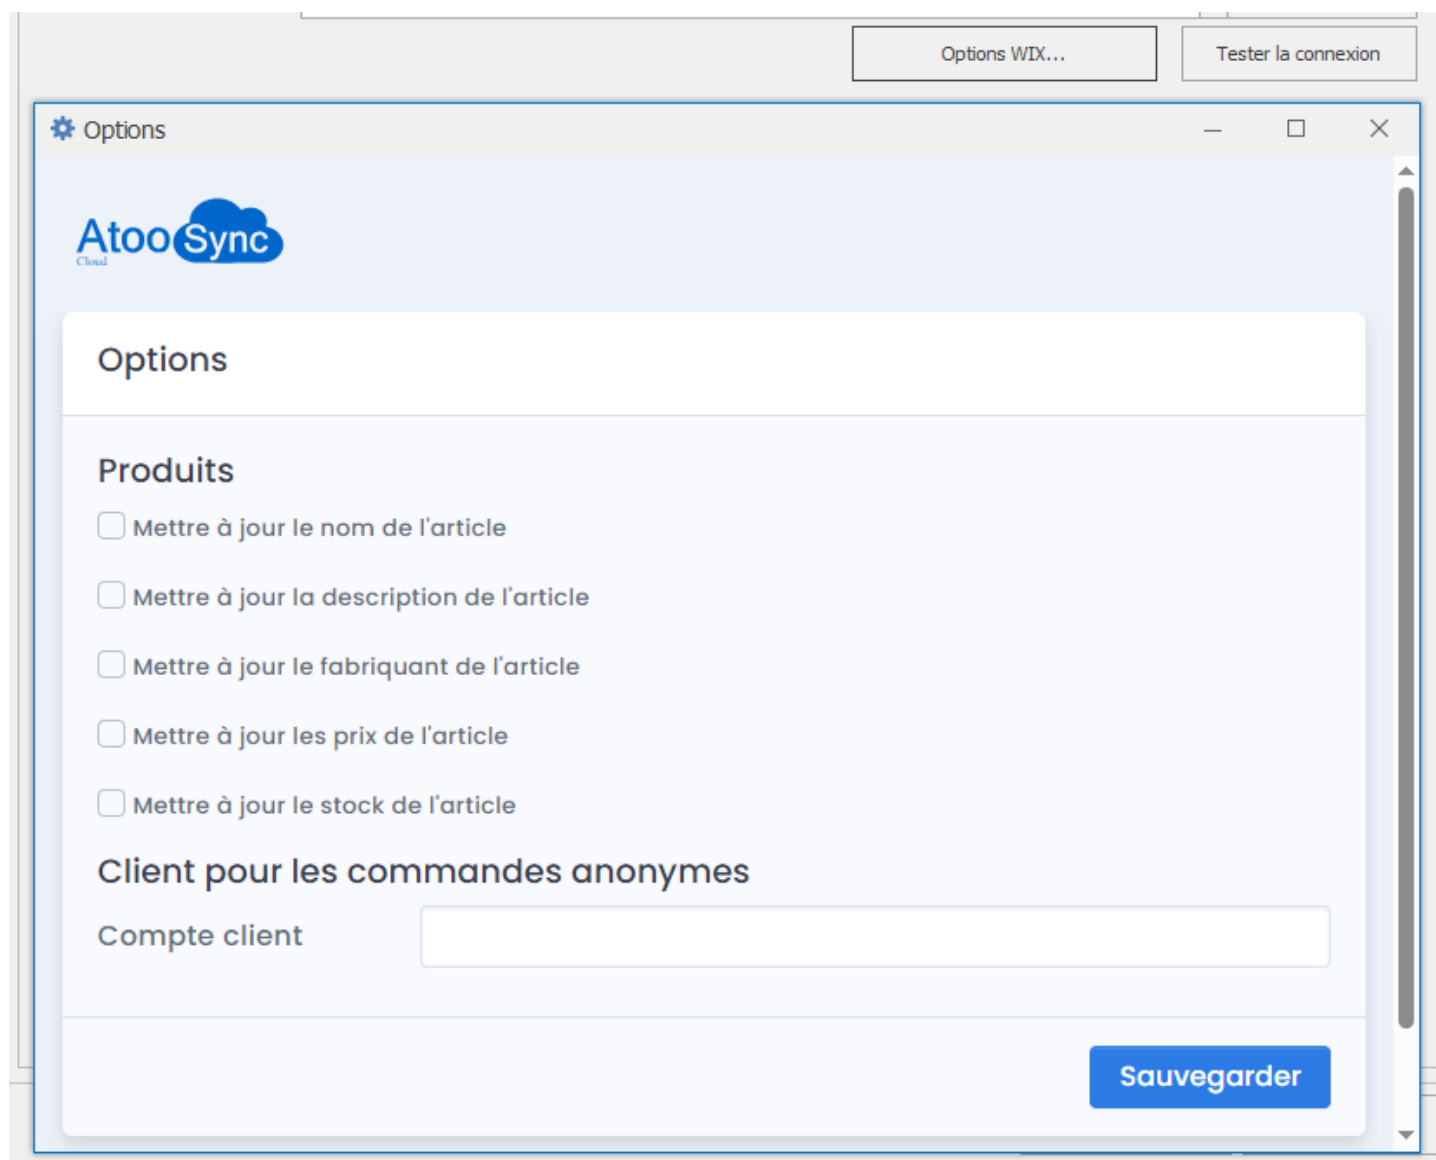 Options WIX...
Tester la connexion
Options
Atoo Sync
Cloud
Options
Produits
Mettre à jour le nom de l'article
Mettre à jour la description de l'article
Mettre à jour le fabriquant de l'article
Mettre à jour les prix de l'article
Mettre à jour le stock de l'article
Client pour les commandes anonymes
Compte client
Sauvegarder